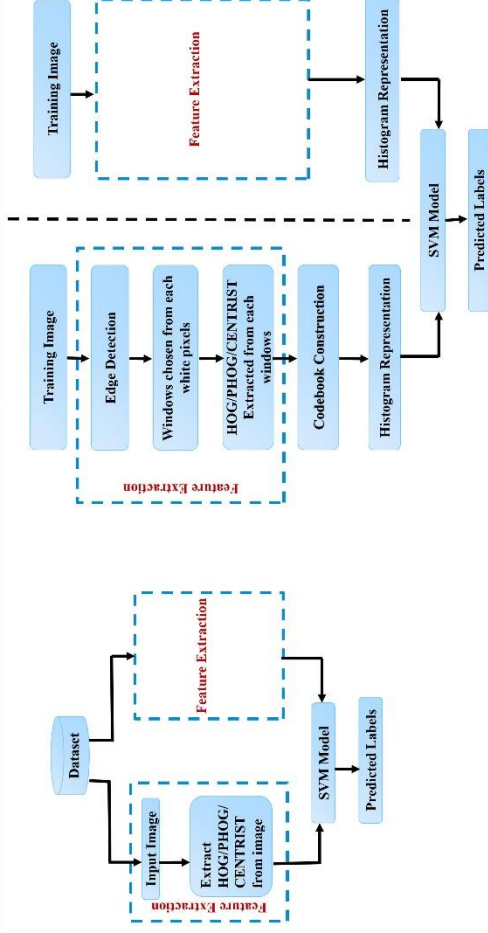 Dataset
Input Image
Extract
HOG/PHOG/
CENTRIST
from image
Feature Extraction
Feature Extraction
SVM Model
Predicted Labels
Training Image
Edge Detection
Windows chosen from each
white pixels
HOG/PHOG/CENTRIST
Extracted from each
windows
Feature Extraction
Codebook Construction
Histogram Representation
Training Image
Feature Extraction
Histogram Representation
SVM Model
Predicted Labels